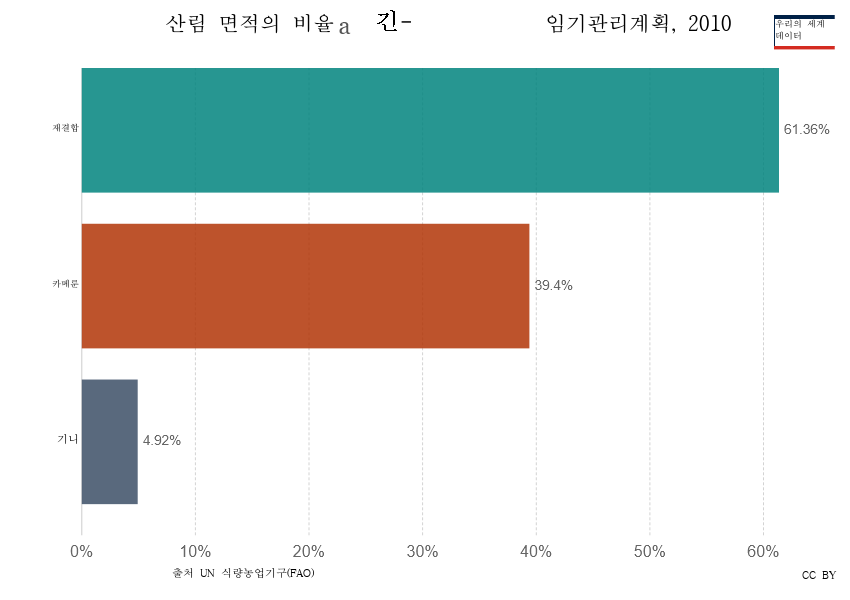 산림 면적의 비율 a 긴- 임기관리계획, 2010
우리의 세계
데이터
재결합
61.36%
카메룬
39.4%
기니
4.92%
0% 10% 20% 30% 40% 50% 60%
출처 UN 식량농업기구(FAO)
CC BY